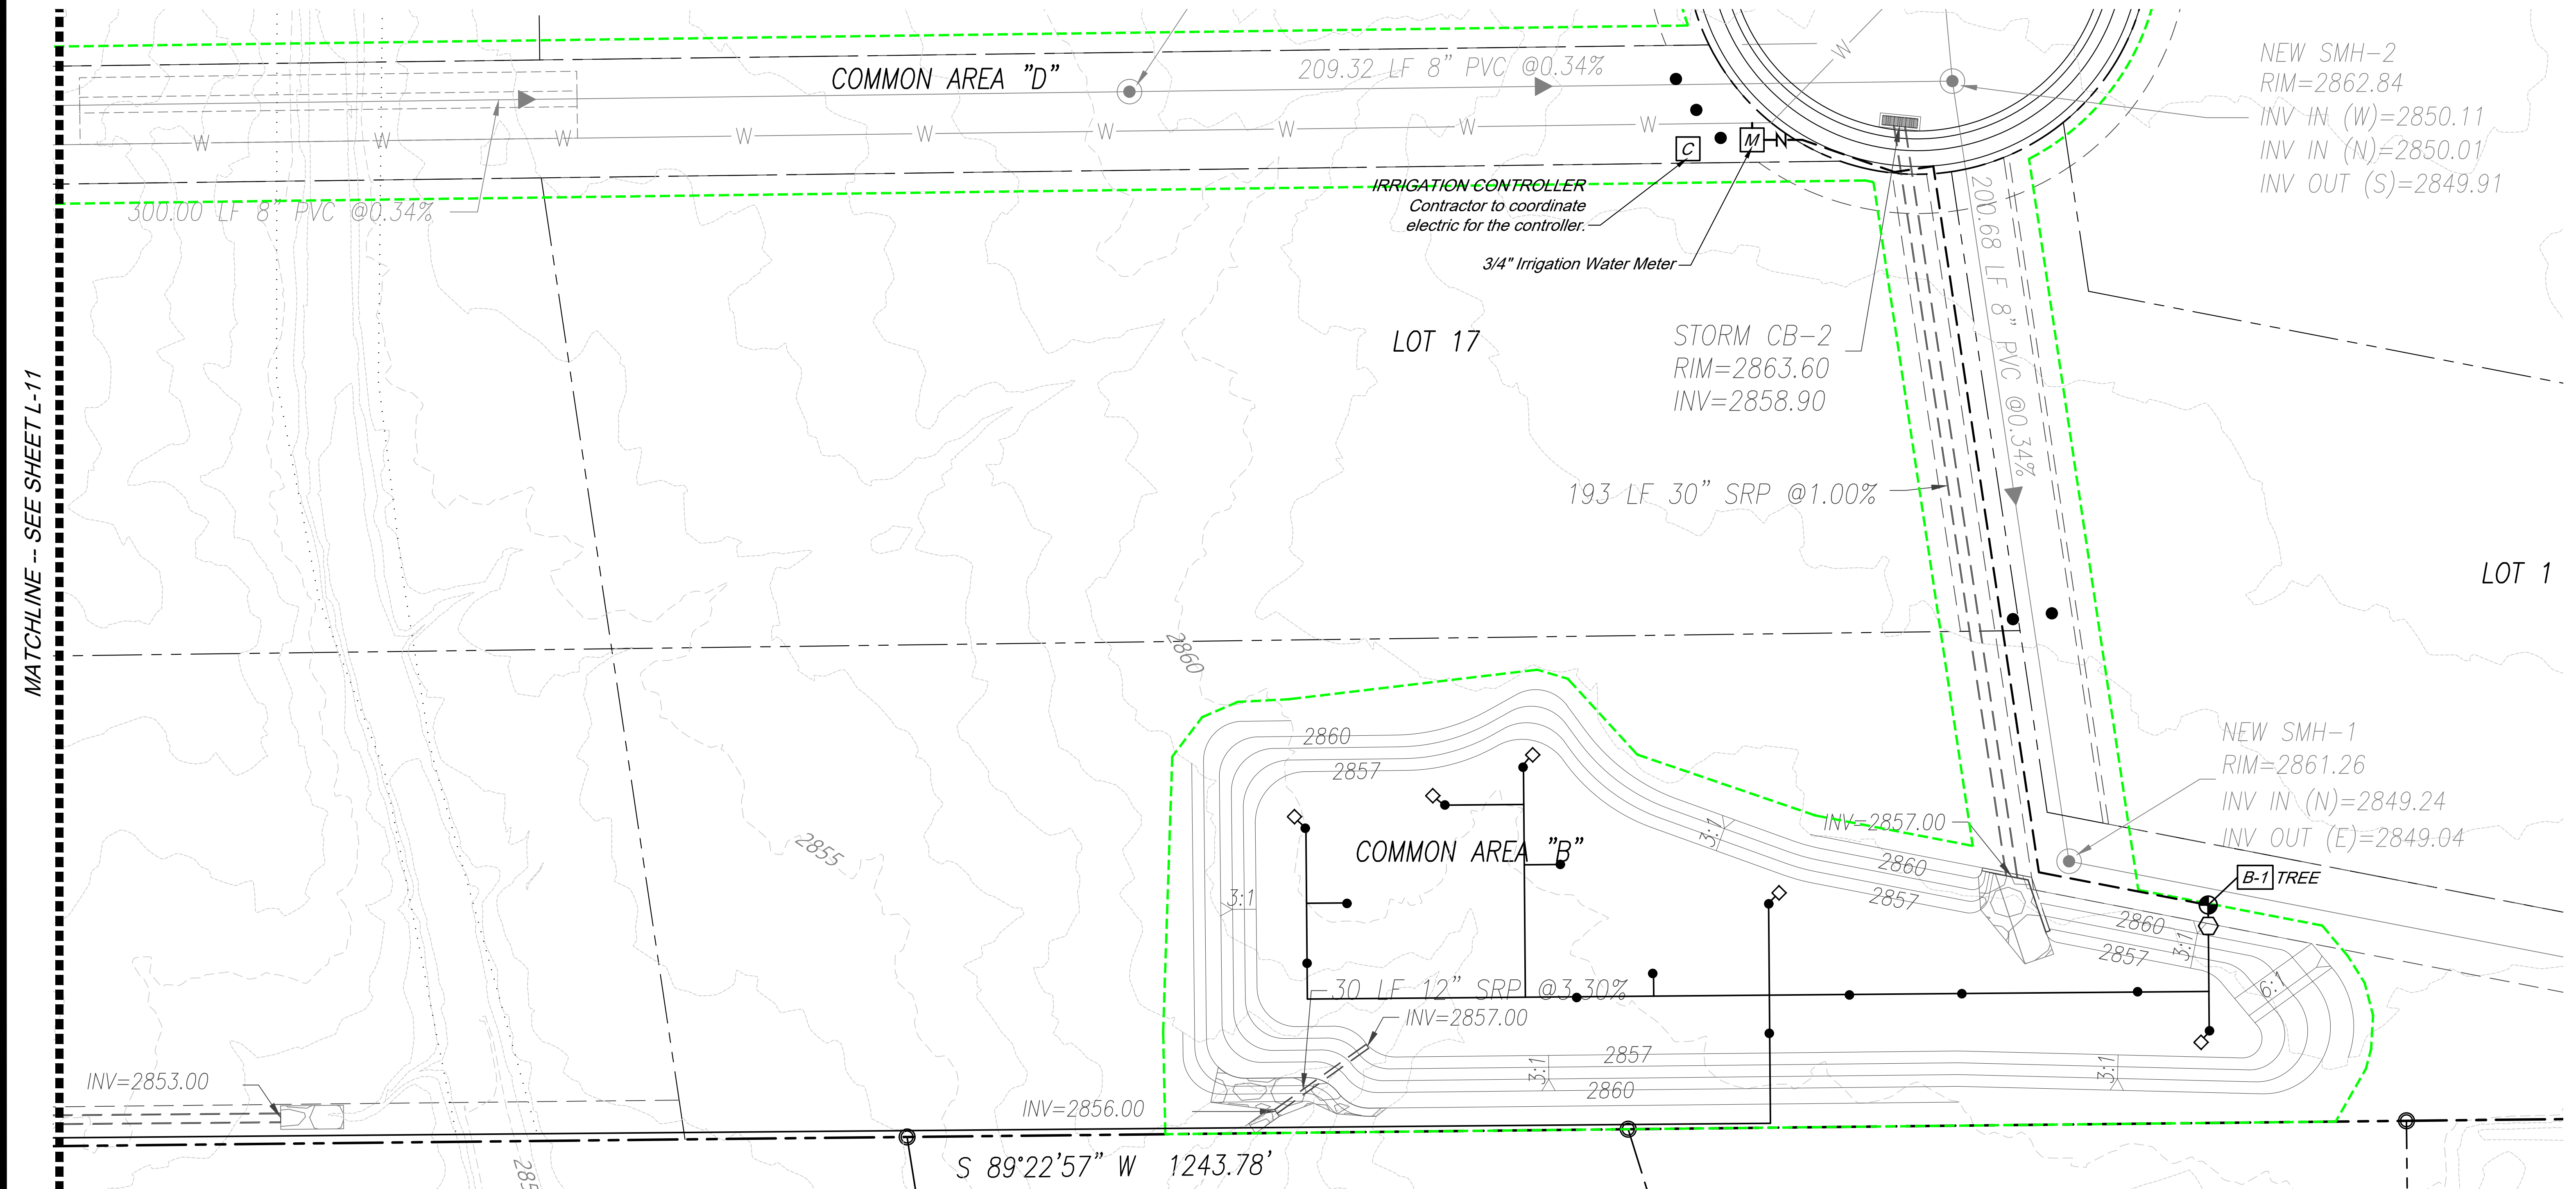 NEW SMH-2
RIM=2862.84
INV IN (W)=2850.11
INV IN (N)=2850.01
INV OUT (S)=2849.91
COMMON AREA "D"
209.32 LF 8" PVC @0.34%
W
W
W
W
W
W
W
W
W
W
C
M
N
300.00 LF 8" PVC @0.34%
IRRIGATION CONTROLLER
Contractor to coordinate
electric for the controller.
3/4" Irrigation Water Meter
200.68 LF 8" PVC @0.34%
LOT 17
STORM CB-2
RIM=2863.60
INV=2858.90
MATCHLINE -- SEE SHEET L-11
193 LF 30" SRP @1.00%
LOT 1
2860
NEW SMH-1
RIM=2861.26
INV IN (N)=2849.24
INV OUT (E)=2849.04
2860
2857
3:1
INV=2857.00
2855
COMMON AREA "B"
2860
2857
B-1 TREE
3:1
2860
3:1
2857
6:1
30 LF 12" SRP @3.30%
INV=2857.00
2857
3:1
3:1
2860
INV=2853.00
INV=2856.00
S 89°22'57" W 1243.78'